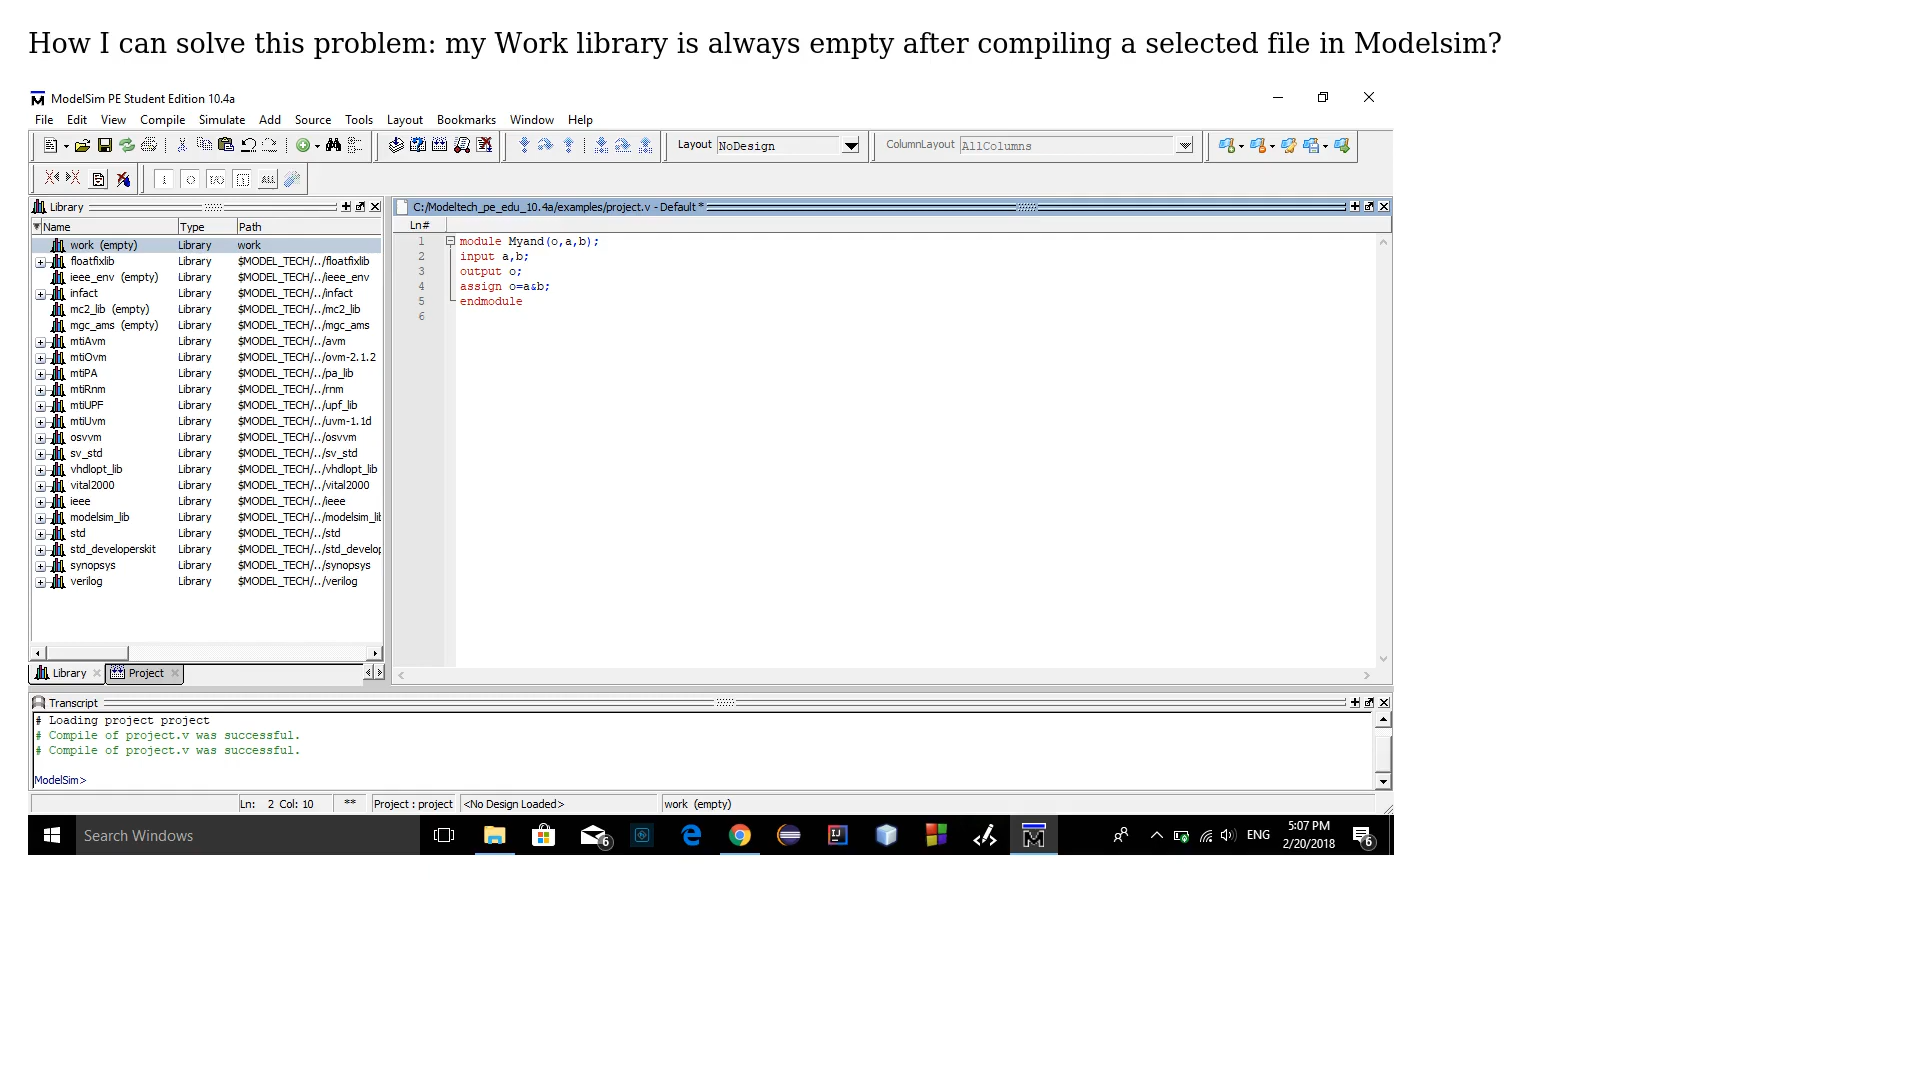 How I can solve this problem: my Work library is always empty after compiling a selected file in Modelsim?
ModelSim PE Student Edition 10.4a
File Edit View Compile Simulate Add Source Tools Layout Bookmarks Window Help
Layout NoDesign ColumnLayout AllColumns
Library
C:/Modeltech_pe_edu_10.4a/examples/project.v - Default *
Name Type Path
Ln#
work (empty) Library work
floatfixlib Library $MODEL_TECH/../floatfixlib
ieee_env (empty) Library $MODEL_TECH/../ieee_env
infact Library $MODEL_TECH/../infact
mc2_lib (empty) Library $MODEL_TECH/../mc2_lib
mgc_ams (empty) Library $MODEL_TECH/../mgc_ams
mtiAvm Library $MODEL_TECH/../avm
mtiOvm Library $MODEL_TECH/../ovm-2.1.2
mtiPA Library $MODEL_TECH/../pa_lib
mtiRnm Library $MODEL_TECH/../rnm
mtiUPF Library $MODEL_TECH/../upf_lib
mtiUvm Library $MODEL_TECH/../uvm-1.1d
osvvm Library $MODEL_TECH/../osvvm
sv_std Library $MODEL_TECH/../sv_std
vhdlopt_lib Library $MODEL_TECH/../vhdlopt_lib
vital2000 Library $MODEL_TECH/../vital2000
ieee Library $MODEL_TECH/../ieee
modelsim_lib Library $MODEL_TECH/../modelsim_lit
std Library $MODEL_TECH/../std
std_developerskit Library $MODEL_TECH/../std_develop
synopsys Library $MODEL_TECH/../synopsys
verilog Library $MODEL_TECH/../verilog
1 module Myand(o,a,b);
2 input a,b;
3 output o;
4 assign o=a&b;
5 endmodule
6
Library Project
Transcript
# Loading project project
# Compile of project.v was successful.
# Compile of project.v was successful.
ModelSim>
Ln: 2 Col: 10 ** Project : project <No Design Loaded> work (empty)
Search Windows
6
ENG
5:07 PM
2/20/2018
6